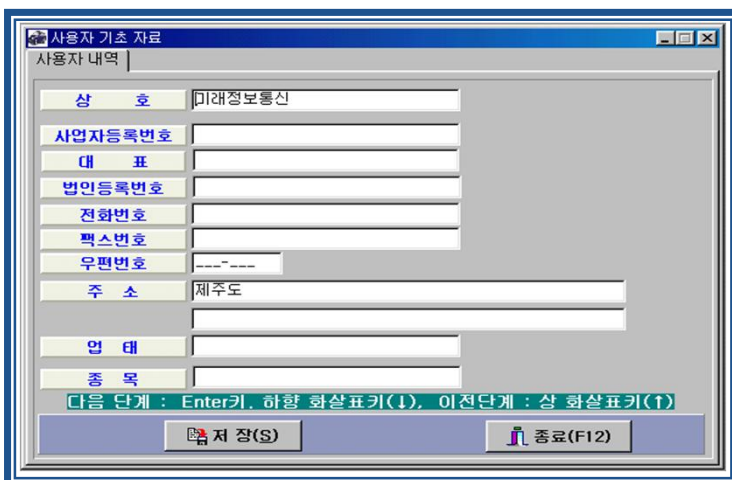 사용자 기초 자료
사용자 내역
상 호 미래정보통신
사업자등록번호
대 표
법인등록번호
전화번호
팩스번호
우편번호 ___-___
주 소 제주도
업 태
종 목
다음 단계 : Enter키, 하향 화살표키(↓), 이전단계 : 상 화살표키(↑)
저 장(S) 종료(F12)